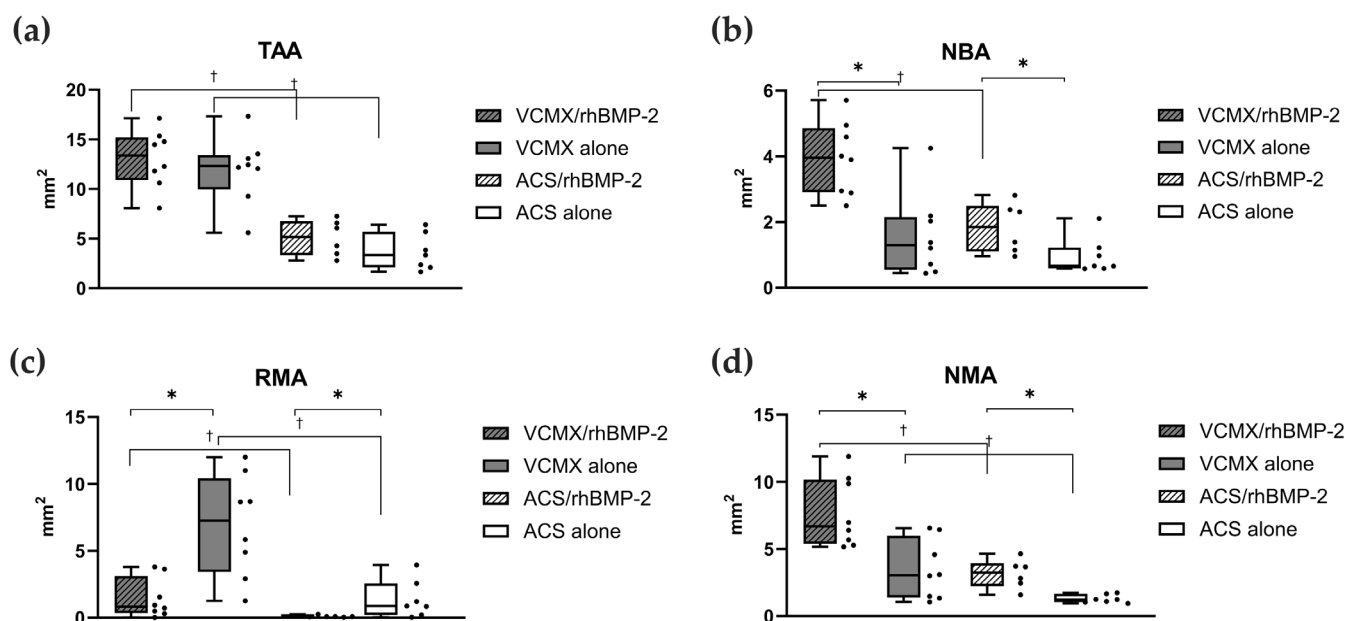 (a)
TAA
†
†
20
15
10
5
0
mm2
VCMX/rhBMP-2
VCMX alone
ACS/rhBMP-2
ACS alone
(b)
NBA
*
†
*
6
4
2
0
mm2
VCMX/rhBMP-2
VCMX alone
ACS/rhBMP-2
ACS alone
(c)
RMA
*
*
†
†
15
10
5
0
mm2
VCMX/rhBMP-2
VCMX alone
ACS/rhBMP-2
ACS alone
(d)
NMA
*
*
†
†
15
10
5
0
mm2
VCMX/rhBMP-2
VCMX alone
ACS/rhBMP-2
ACS alone